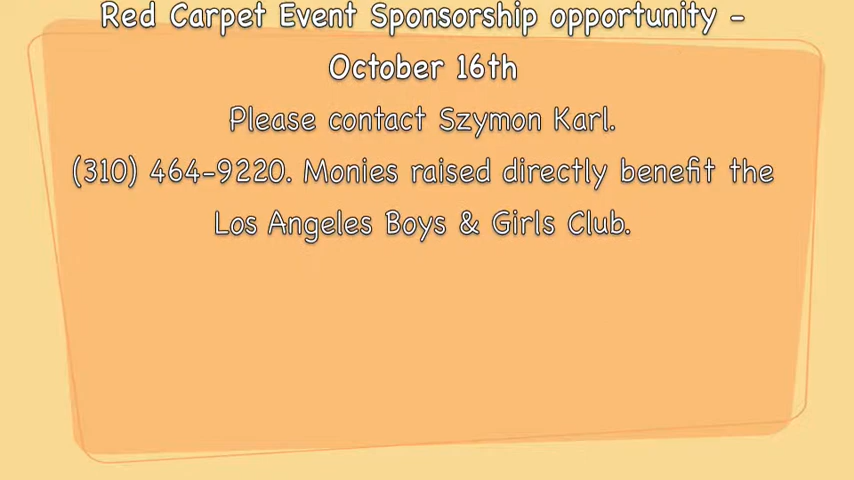 Red Carpet Event Sponsorship opportunity -
October 16th
Please contact Szymon Karl.
(310) 464-9220. Monies raised directly benefit the
Los Angeles Boys & Girls Club.